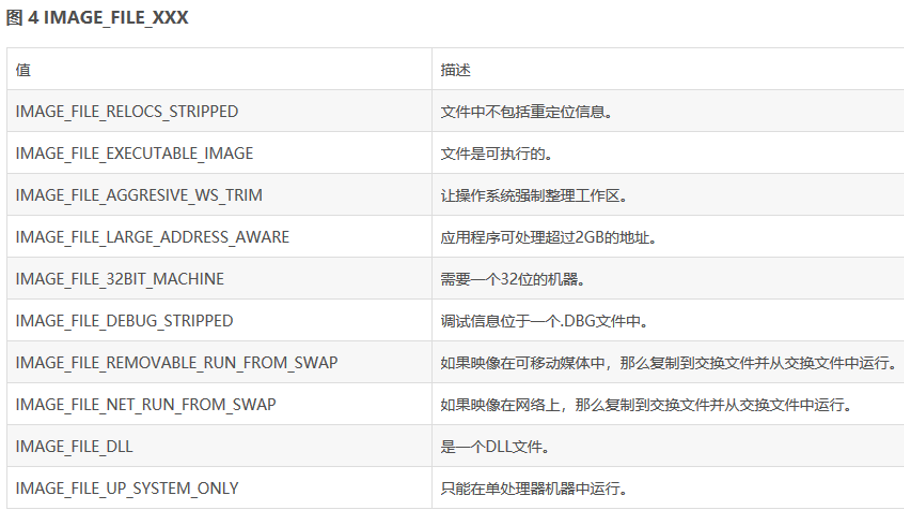 图 4 IMAGE_FILE_XXX
值 描述
IMAGE_FILE_RELOCS_STRIPPED 文件中不包括重定位信息。
IMAGE_FILE_EXECUTABLE_IMAGE 文件是可执行的。
IMAGE_FILE_AGGRESIVE_WS_TRIM 让操作系统强制整理工作区。
IMAGE_FILE_LARGE_ADDRESS_AWARE 应用程序可处理超过2GB的地址。
IMAGE_FILE_32BIT_MACHINE 需要一个32位的机器。
IMAGE_FILE_DEBUG_STRIPPED 调试信息位于一个.DBG文件中。
IMAGE_FILE_REMOVABLE_RUN_FROM_SWAP 如果映像在可移动媒体中，那么复制到交换文件并从交换文件中运行。
IMAGE_FILE_NET_RUN_FROM_SWAP 如果映像在网络上，那么复制到交换文件并从交换文件中运行。
IMAGE_FILE_DLL 是一个DLL文件。
IMAGE_FILE_UP_SYSTEM_ONLY 只能在单处理器机器中运行。